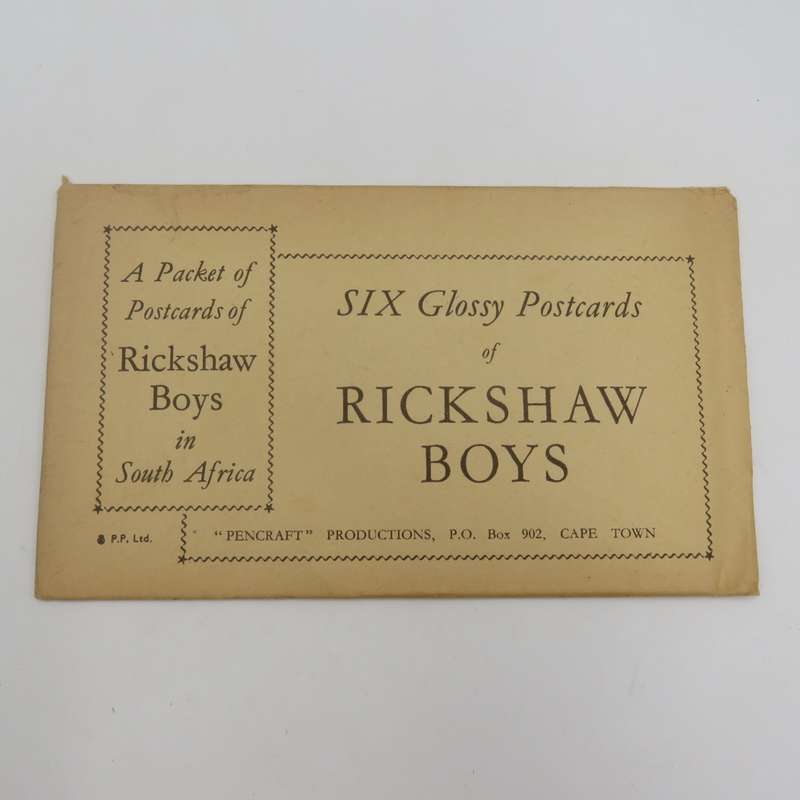 A Packet of
Postcards of
Rickshaw
Boys
in
South Africa
P.P. Ltd.
SIX Glossy Postcards
of
RICKSHAW
BOYS
"PENCRAFT" PRODUCTIONS, P.O. Box 902, CAPE TOWN